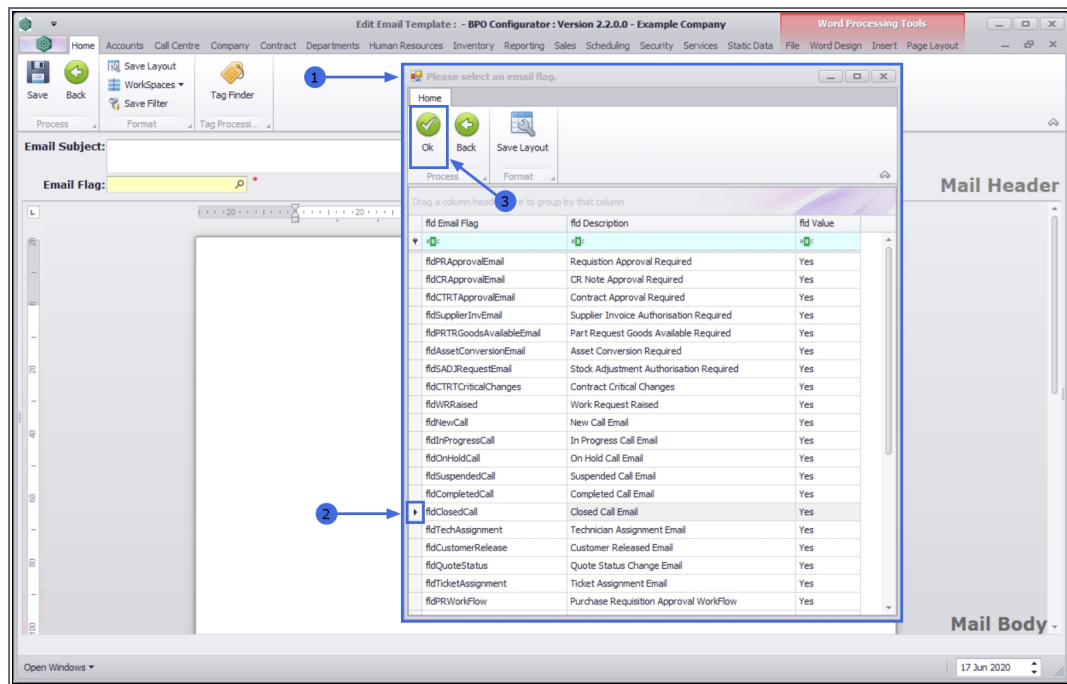 Edit Email Template : - BPO Configurator : Version 2.2.0.0 - Example Company
Word Processing Tools
Home Accounts Call Centre Company Contract Departments Human Resources Inventory Reporting Sales Scheduling Security Services Static Data File Word Design Insert Page Layout
Save
Back
Save Layout
WorkSpaces
Save Filter
Tag Finder
Process
Format
Tag Processi...
Email Subject:
Email Flag:
*
Mail Header
L
20
20
1
Please select an email flag.
Home
Ok
Back
Save Layout
Process
Format
3
Drag a column head e to group by that column
fld Email Flag fld Description fld Value
fldPRApprovalEmail Requistion Approval Required Yes
fldCRApprovalEmail CR Note Approval Required Yes
fldCTRTApprovalEmail Contract Approval Required Yes
fldSupplierInvEmail Supplier Invoice Authorisation Required Yes
fldPRTRGoodsAvailableEmail Part Request Goods Available Required Yes
fldAssetConversionEmail Asset Conversion Required Yes
fldSADJRequestEmail Stock Adjustment Authorisation Required Yes
fldCTRTCriticalChanges Contract Critical Changes Yes
fldWRRaised Work Request Raised Yes
fldNewCall New Call Email Yes
fldInProgressCall In Progress Call Email Yes
fldOnHoldCall On Hold Call Email Yes
fldSuspendedCall Suspended Call Email Yes
fldCompletedCall Completed Call Email Yes
2
fldClosedCall Closed Call Email Yes
fldTechAssignment Technician Assignment Email Yes
fldCustomerRelease Customer Released Email Yes
fldQuoteStatus Quote Status Change Email Yes
fldTicketAssignment Ticket Assignment Email Yes
fldPRWorkFlow Purchase Requisition Approval WorkFlow Yes
20
0
20
40
60
80
100
Mail Body
Open Windows
17 Jun 2020